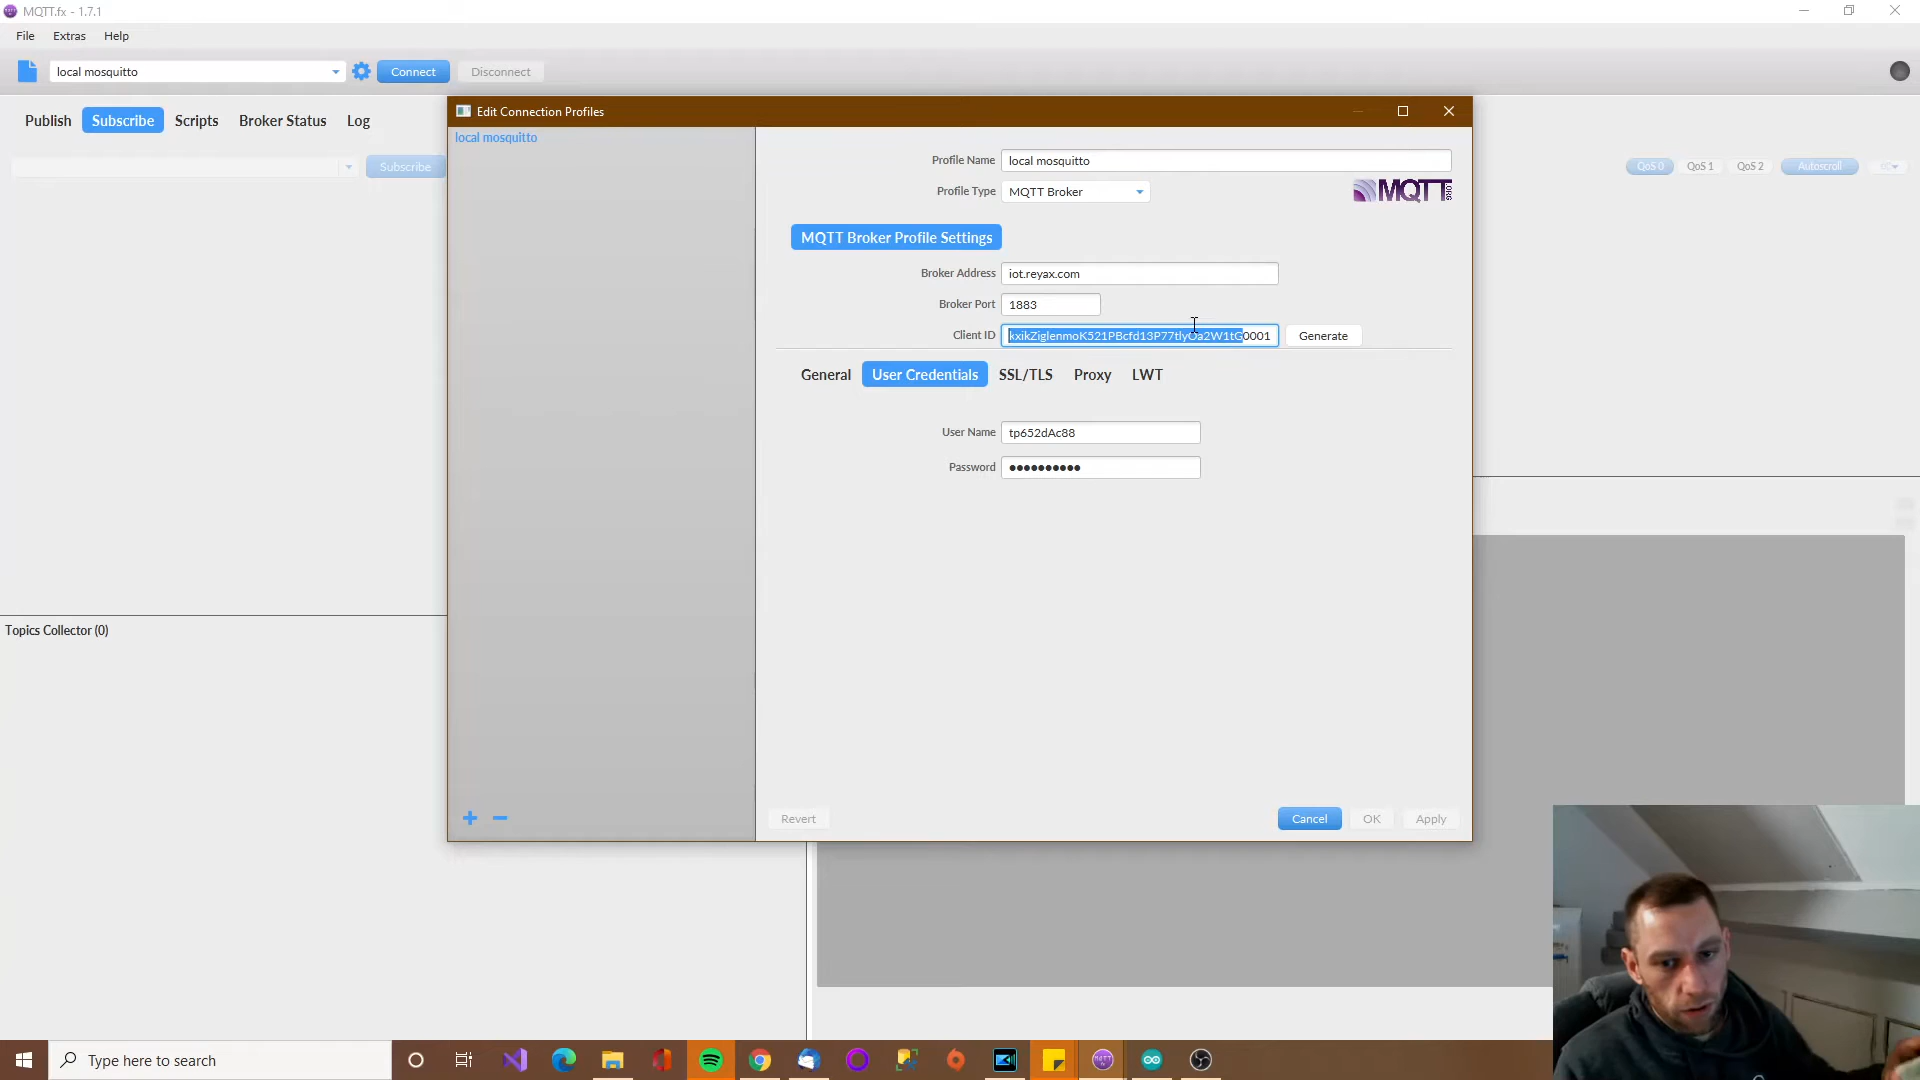 MQTT.fx - 1.7.1
File Extras Help
local mosquitto Connect Disconnect
Publish Subscribe Scripts Broker Status Log
Subscribe QoS 0 QoS 1 QoS 2 Autoscroll
Edit Connection Profiles
local mosquitto
Profile Name local mosquitto
Profile Type MQTT Broker
MQTT.ORG
MQTT Broker Profile Settings
Broker Address iot.reyax.com
Broker Port 1883
Client ID kxikZiglenmoK521PBcfd13P77tlyOa2W1tG0001 Generate
General User Credentials SSL/TLS Proxy LWT
User Name tp652dAc88
Password ●●●●●●●●●●
Revert Cancel OK Apply
Topics Collector (0)
Type here to search